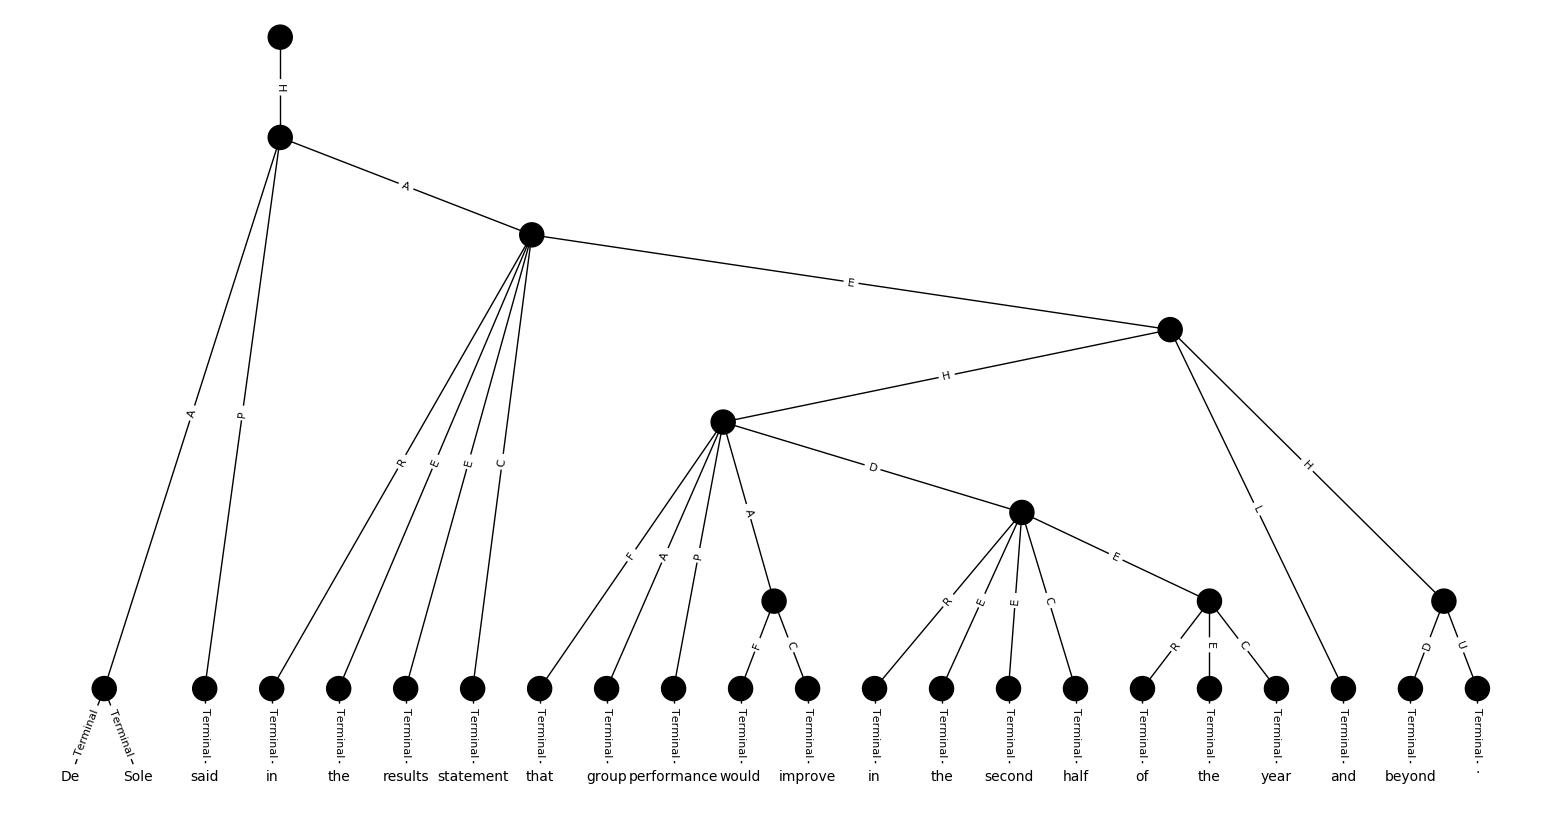 H
A
E
H
A
P
R
E
E
C
D
L
H
F
A
P
A
E
R
E
E
C
F
C
R
E
C
D
U
Terminal Terminal Terminal Terminal Terminal Terminal Terminal Terminal Terminal Terminal Terminal Terminal Terminal Terminal Terminal Terminal Terminal Terminal Terminal Terminal Terminal Terminal
De Sole said in the results statement that group performance would improve in the second half of the year and beyond .